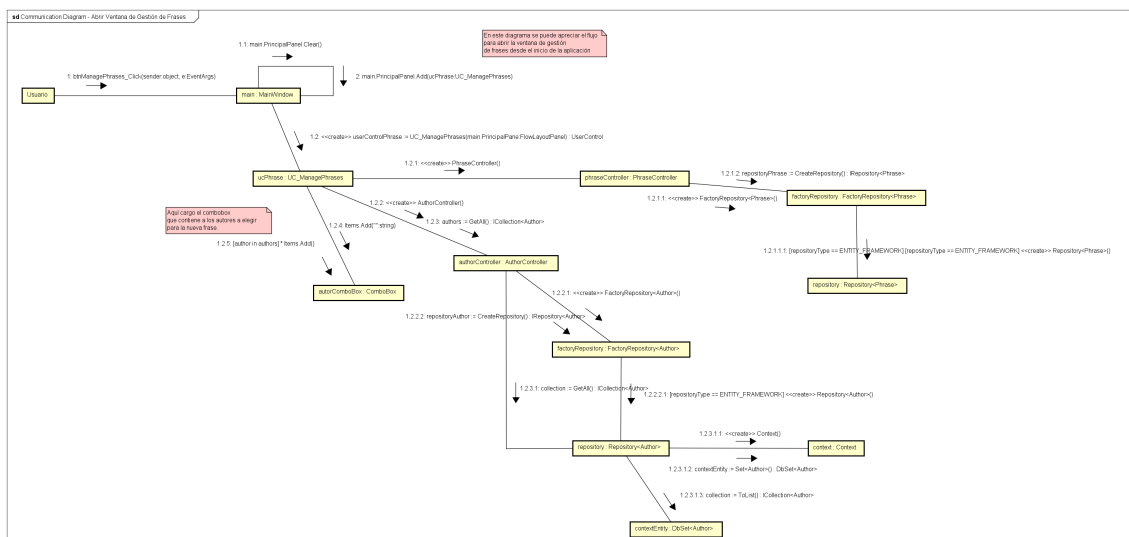 sd Communication Diagram - Abrir Ventana de Gestión de Frases
En este diagrama se puede apreciar el flujo
para abrir la ventana de gestión
de frases desde el inicio de la aplicación
1.1: main.PrincipalPanel.Clear()
1: btnManagePhrases_Click(sender:object, e:EventArgs)
2: main.PrincipalPanel.Add(ucPhrase:UC_ManagePhrases)
Usuario
main : MainWindow
1.2: <<create>> userControlPhrase := UC_ManagePhrases(main.PrincipalPane:FlowLayoutPanel) : UserControl
1.2.1: <<create>> PhraseController()
ucPhrase : UC_ManagePhrases
phraseController : PhraseController
1.2.1.2: repositoryPhrase := CreateRepository() : IRepository<Phrase>
1.2.1.1: <<create>> FactoryRepository<Phrase>()
factoryRepository : FactoryRepository<Phrase>
1.2.2: <<create>> AuthorController()
1.2.3: authors := GetAll() : ICollection<Author>
Aquí cargo el combobox
que contiene a los autores a elegir
para la nueva frase
1.2.4: Items.Add("":string)
1.2.5: [author in authors] * Items.Add()
1.2.1.1.1: [repositoryType == ENTITY_FRAMEWORK] [repositoryType == ENTITY_FRAMEWORK] <<create>> Repository<Phrase>()
authorController : AuthorController
repository : Repository<Phrase>
autorComboBox : ComboBox
1.2.2.1: <<create>> FactoryRepository<Author>()
1.2.2.2: repositoryAuthor := CreateRepository() : IRepository<Author>
factoryRepository : FactoryRepository<Author>
1.2.3.1: collection := GetAll() : ICollection<Author>
1.2.2.2.1: [repositoryType == ENTITY_FRAMEWORK] <<create>> Repository<Author>()
1.2.3.1.1: <<create>> Context()
repository : Repository<Author>
context : Context
1.2.3.1.2: contextEntity := Set<Author>() : DbSet<Author>
1.2.3.1.3: collection := ToList() : ICollection<Author>
contextEntity : DbSet<Author>